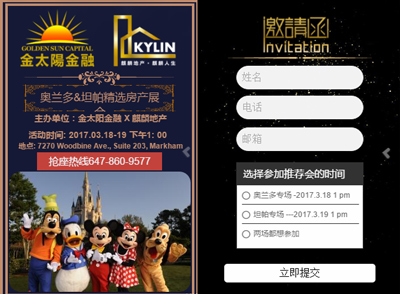 GOLDEN SUN CAPITAL
金太陽金融
KYLIN
麒麟地产·麒麟人生
奥兰多&坦帕精选房产展
主办单位：金太阳金融 X 麒麟地产
活动时间: 2017.03.18-19 下午1: 00
地点: 7270 Woodbine Ave., Suite 203, Markham
抢座热线647-860-9577
邀請函
Invitation
姓名
电话
邮箱
选择参加推荐会的时间
奥兰多专场 -2017.3.18 1 pm
坦帕专场 ---2017.3.19 1 pm
两场都想参加
立即提交